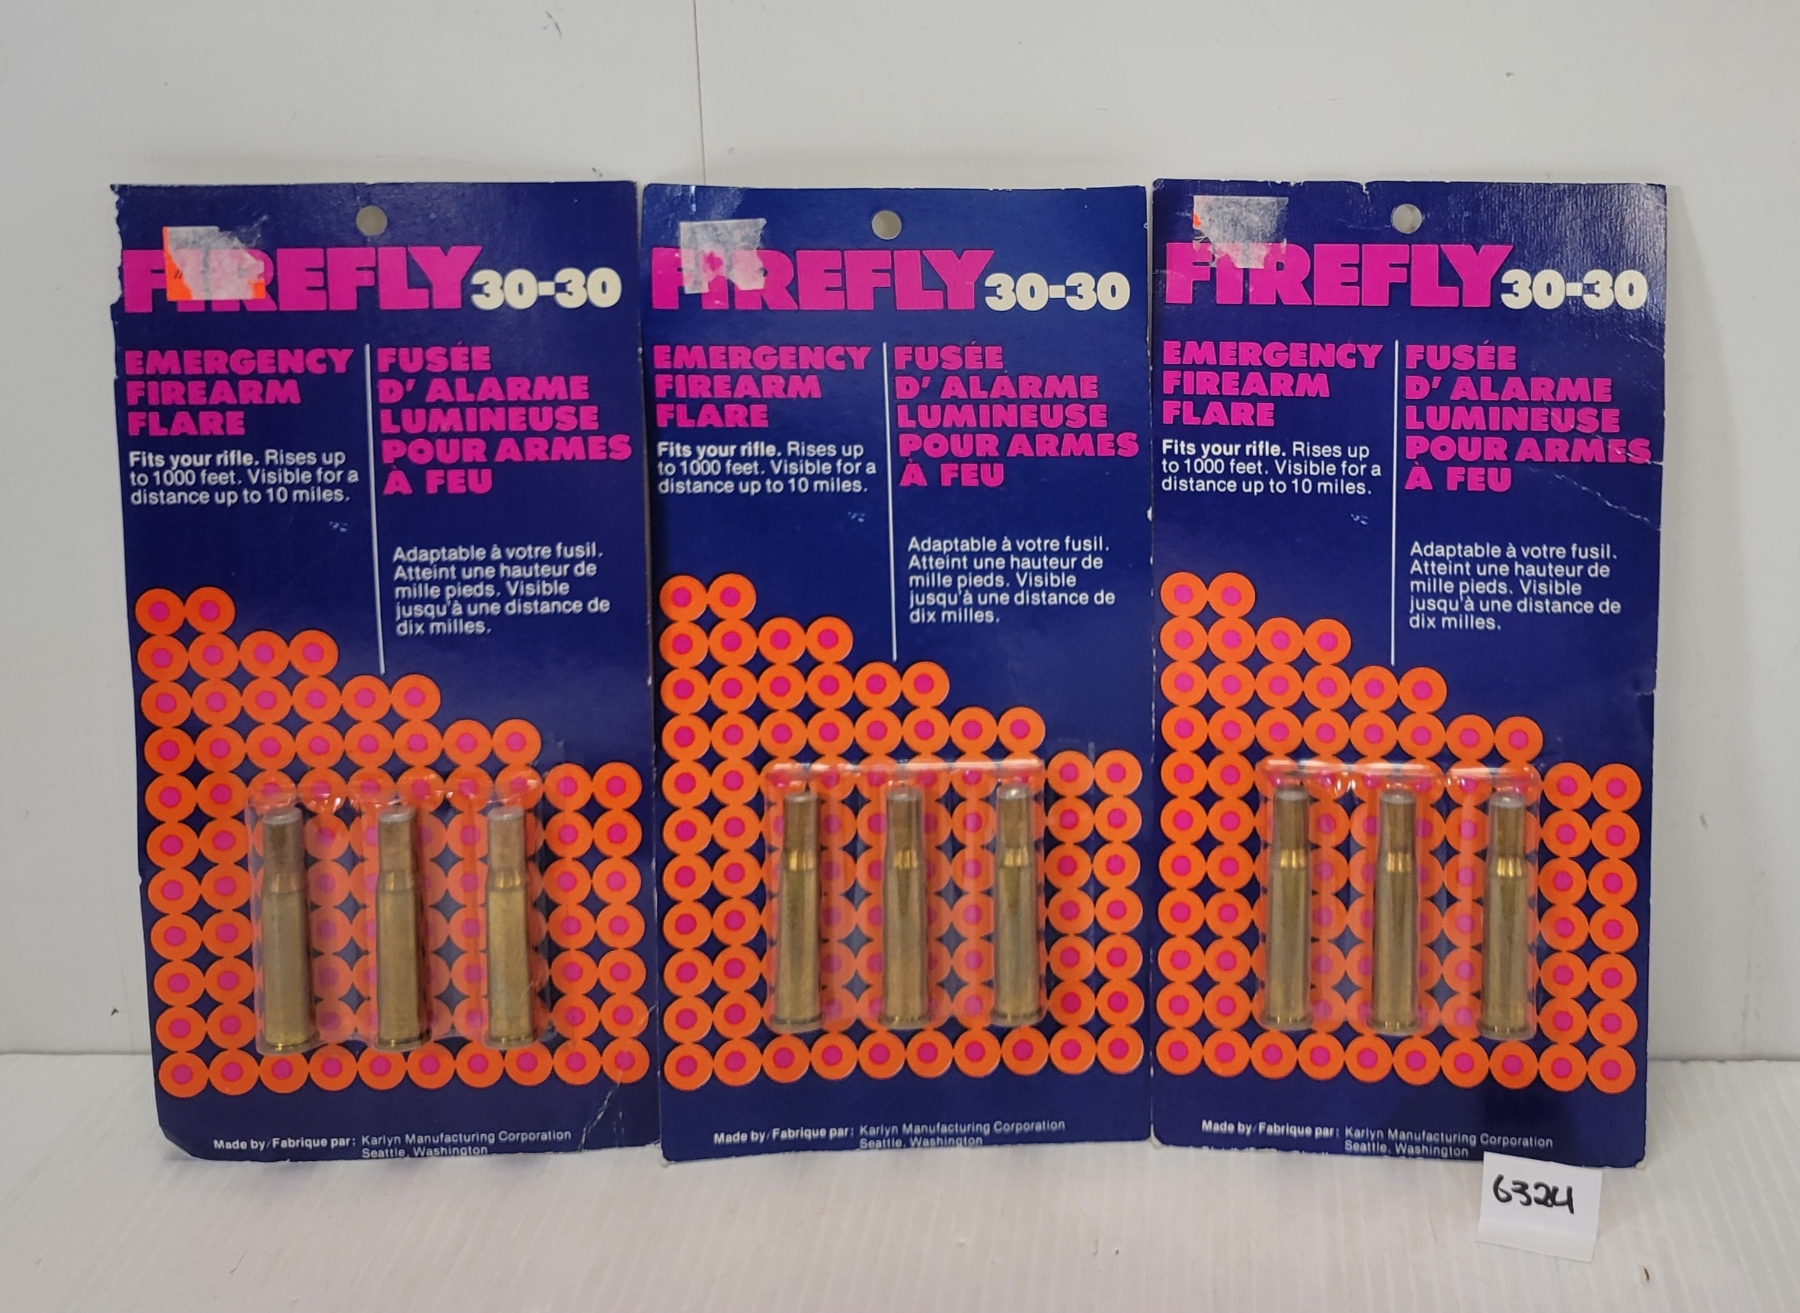 FIREFLY 30-30
EMERGENCY
FIREARM
FLARE
Fits your rifle. Rises up
to 1000 feet. Visible for a
distance up to 10 miles.
FUSÉE
D' ALARME
LUMINEUSE
POUR ARMES
À FEU
Adaptable à votre fusil.
Atteint une hauteur de
mille pieds. Visible
jusqu'à une distance de
dix milles.
Made by/Fabrique par: Karlyn Manufacturing Corporation
Seattle, Washington
FIREFLY 30-30
EMERGENCY
FIREARM
FLARE
Fits your rifle. Rises up
to 1000 feet. Visible for a
distance up to 10 miles.
FUSÉE
D' ALARME
LUMINEUSE
POUR ARMES
À FEU
Adaptable à votre fusil.
Atteint une hauteur de
mille pieds. Visible
jusqu'à une distance de
dix milles.
Made by/Fabrique par: Karlyn Manufacturing Corporation
Seattle, Washington
FIREFLY 30-30
EMERGENCY
FIREARM
FLARE
Fits your rifle. Rises up
to 1000 feet. Visible for a
distance up to 10 miles.
FUSÉE
D' ALARME
LUMINEUSE
POUR ARMES
À FEU
Adaptable à votre fusil.
Atteint une hauteur de
mille pieds. Visible
jusqu'à une distance de
dix milles.
Made by/Fabrique par: Karlyn Manufacturing Corporation
Seattle, Washington
6324